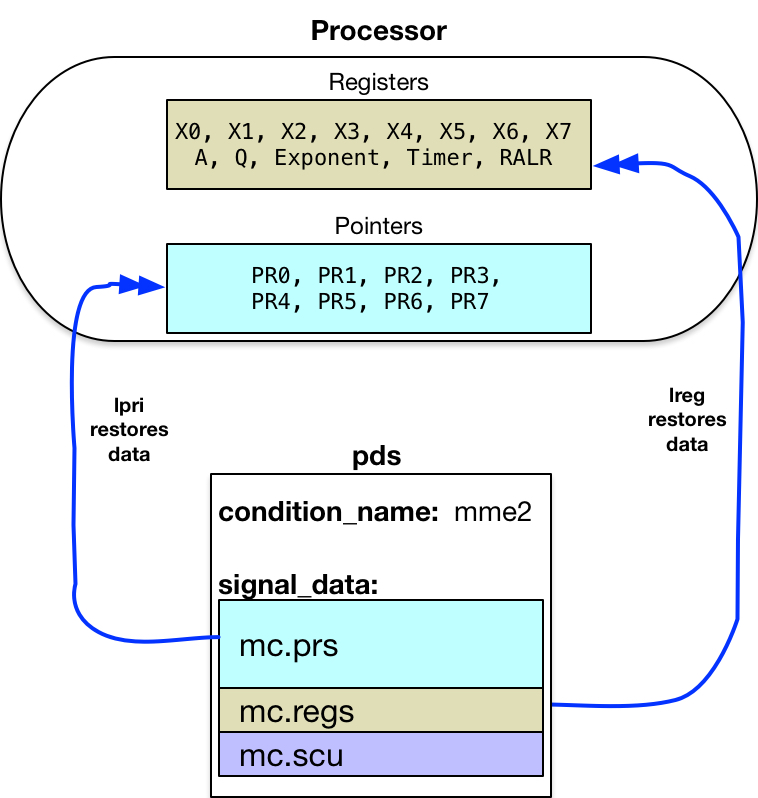 Processor
Registers
X0, X1, X2, X3, X4, X5, X6, X7
A, Q, Exponent, Timer, RALR
Pointers
PR0, PR1, PR2, PR3,
PR4, PR5, PR6, PR7
lpri
restores
data
lreg
restores
data
pds
condition_name: mme2
signal_data:
mc.prs
mc.regs
mc.scu